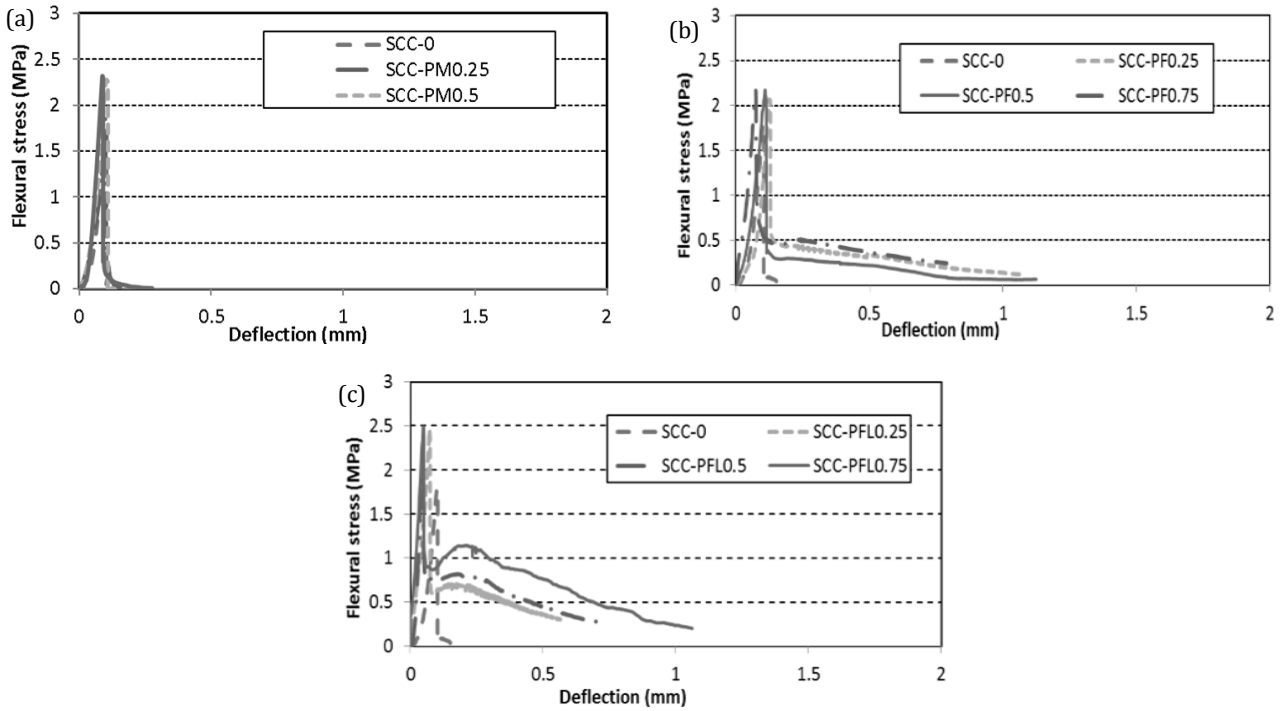 (a)
Flexural stress (MPa)
3
2.5
2
1.5
1
0.5
0
SCC-0
SCC-PM0.25
SCC-PM0.5
0 0.5 1 1.5 2
Deflection (mm)
(b)
Flexural stress (MPa)
3
2.5
2
1.5
1
0.5
0
SCC-0 SCC-PF0.25
SCC-PF0.5 SCC-PF0.75
0 0.5 1 1.5 2
Deflection (mm)
(c)
Flexural stress (MPa)
3
2.5
2
1.5
1
0.5
0
SCC-0 SCC-PFL0.25
SCC-PFL0.5 SCC-PFL0.75
0 0.5 1 1.5 2
Deflection (mm)